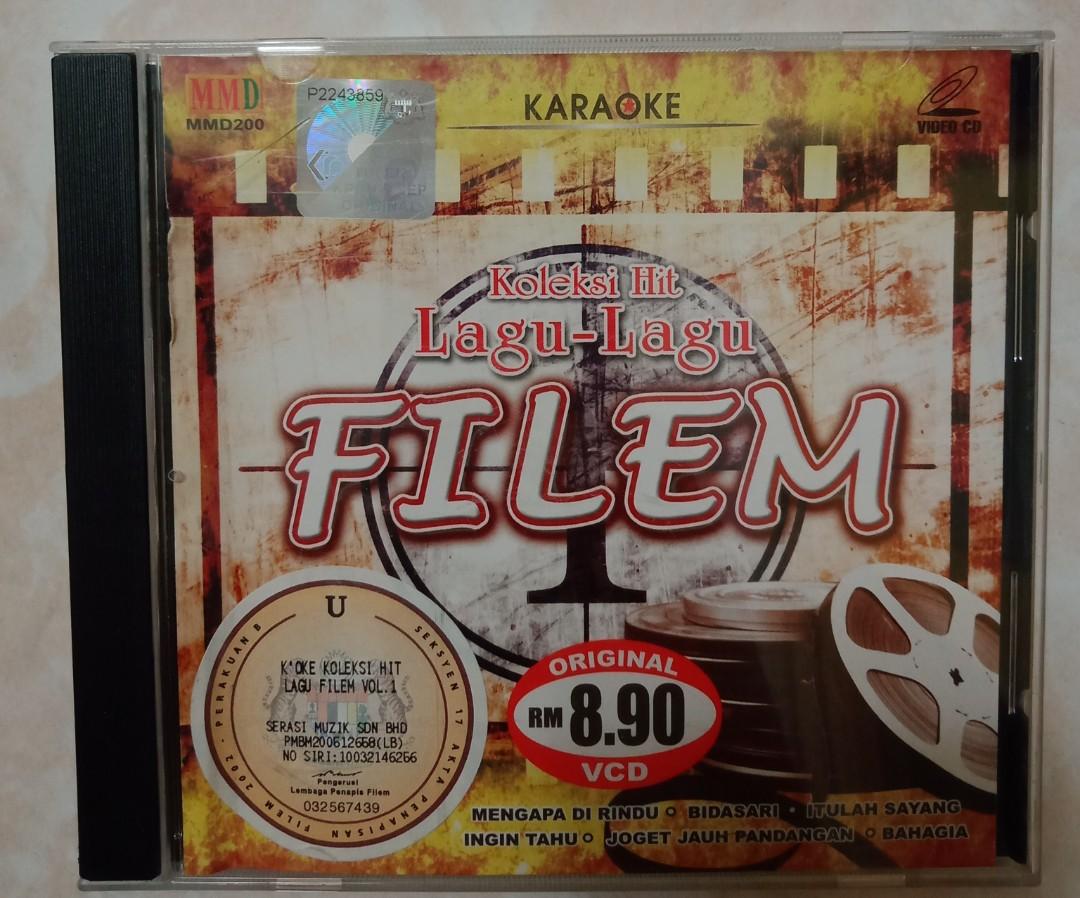 MMD
MMD200
P2243859
KARAOKE
VIDEO CD
Koleksi Hit
Lagu-Lagu
FILEM
U
PERAKUAN B
SEKSYEN 17 AKTA PENAPISAN FILEM 2002
K'OKE KOLEKSI HIT
LAGU FILEM VOL.1
SERASI MUZIK SDN BHD
PMBM200612658(LB)
NO SIRI:10032146266
Pengerusi
Lembaga Penapis Filem
032567439
ORIGINAL
RM 8.90
VCD
MENGAPA DI RINDU ○ BIDASARI • ITULAH SAYANG
INGIN TAHU ○ JOGET JAUH PANDANGAN ○ BAHAGIA